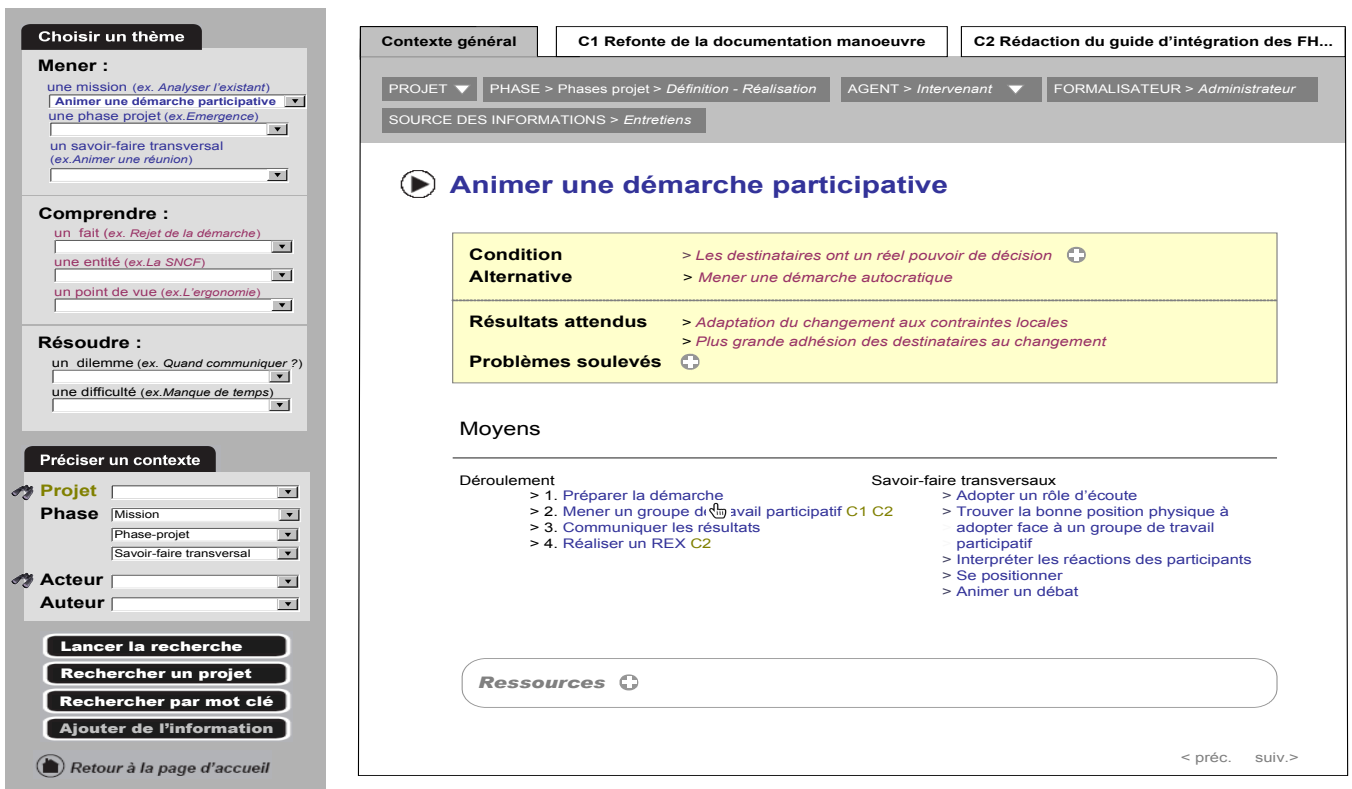 Choisir un thème
Mener :
une mission (ex. Analyser l'existant)
Animer une démarche participative
une phase projet (ex.Emergence)
un savoir-faire transversal
(ex.Animer une réunion)
Comprendre :
un fait (ex. Rejet de la démarche)
une entité (ex.La SNCF)
un point de vue (ex.L'ergonomie)
Résoudre :
un dilemme (ex. Quand communiquer ?)
une difficulté (ex.Manque de temps)
Préciser un contexte
Projet
Phase Mission
Phase-projet
Savoir-faire transversal
Acteur
Auteur
Lancer la recherche
Rechercher un projet
Rechercher par mot clé
Ajouter de l'information
Retour à la page d'accueil
Contexte général C1 Refonte de la documentation manoeuvre C2 Rédaction du guide d'intégration des FH...
PROJET PHASE > Phases projet > Définition - Réalisation AGENT > Intervenant FORMALISATEUR > Administrateur
SOURCE DES INFORMATIONS > Entretiens
Animer une démarche participative
Condition > Les destinataires ont un réel pouvoir de décision
Alternative > Mener une démarche autocratique
Résultats attendus > Adaptation du changement aux contraintes locales
> Plus grande adhésion des destinataires au changement
Problèmes soulevés
Moyens
Déroulement
> 1. Préparer la démarche
> 2. Mener un groupe de avail participatif C1 C2
> 3. Communiquer les résultats
> 4. Réaliser un REX C2
Savoir-faire transversaux
> Adopter un rôle d'écoute
> Trouver la bonne position physique à
adopter face à un groupe de travail
participatif
> Interpréter les réactions des participants
> Se positionner
> Animer un débat
Ressources
< préc. suiv.>